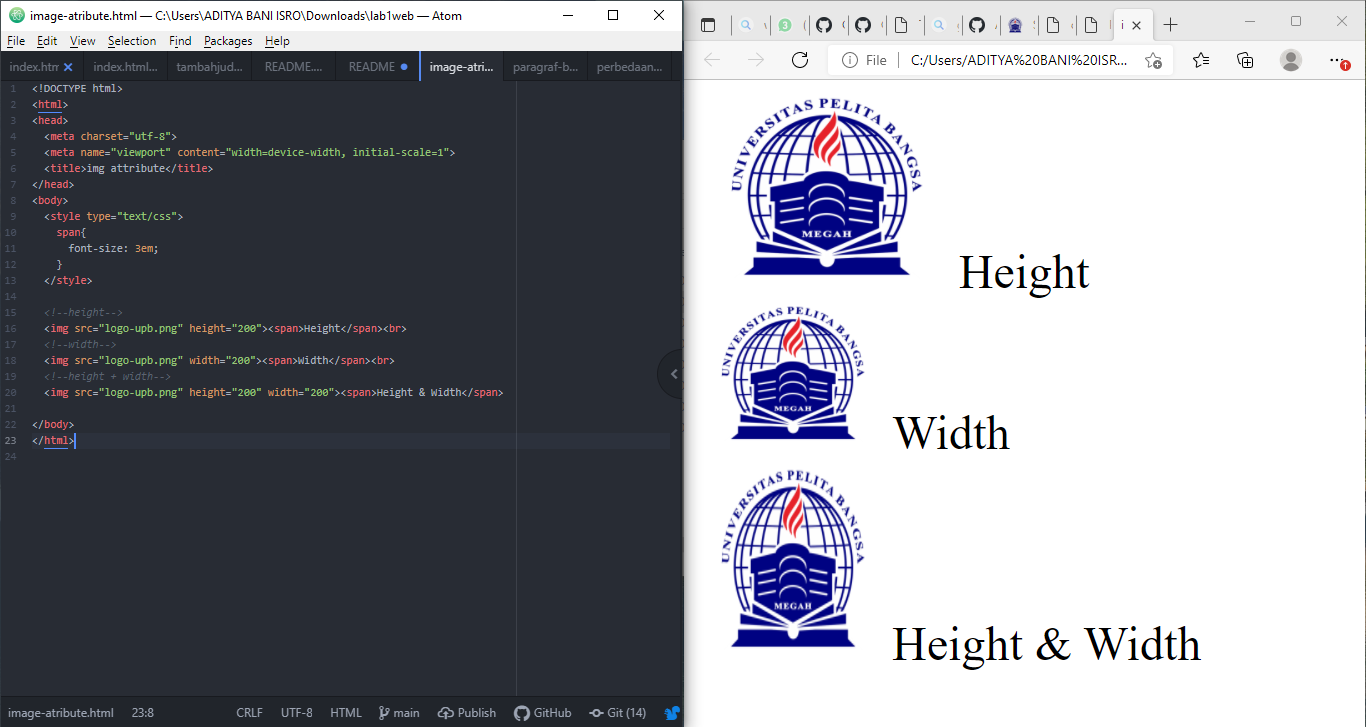 image-atribute.html — C:\Users\ADITYA BANI ISRO\Downloads\lab1web — Atom
File Edit View Selection Find Packages Help
index.htm index.html... tambahjud... README.... README image-atri... paragraf-b... perbedaan...
1 <!DOCTYPE html>
2 <html>
3 <head>
4 <meta charset="utf-8">
5 <meta name="viewport" content="width=device-width, initial-scale=1">
6 <title>img attribute</title>
7 </head>
8 <body>
9 <style type="text/css">
10 span{
11 font-size: 3em;
12 }
13 </style>
14
15 <!--height-->
16 <img src="logo-upb.png" height="200"><span>Height</span><br>
17 <!--width-->
18 <img src="logo-upb.png" width="200"><span>Width</span><br>
19 <!--height + width-->
20 <img src="logo-upb.png" height="200" width="200"><span>Height & Width</span>
21
22 </body>
23 </html>
24
image-atribute.html 23:8 CRLF UTF-8 HTML main Publish GitHub Git (14)
File C:/Users/ADITYA%20BANI%20ISR...
UNIVERSITAS PELITA BANGSA
MEGAH
Height
UNIVERSITAS PELITA BANGSA
MEGAH
Width
UNIVERSITAS PELITA BANGSA
MEGAH
Height & Width